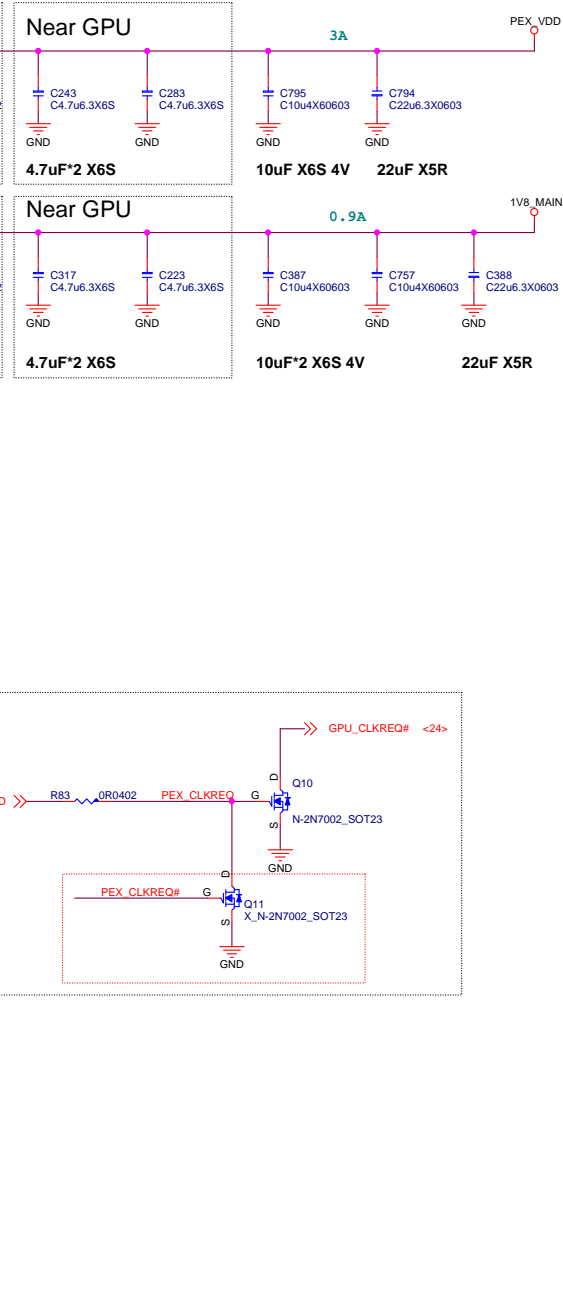 Near GPU
3A
PEX_VDD
C243
C4.7u6.3X6S
C283
C4.7u6.3X6S
C795
C10u4X60603
C794
C22u6.3X0603
GND
GND
GND
GND
4.7uF*2 X6S
10uF X6S 4V
22uF X5R
Near GPU
0.9A
1V8_MAIN
C317
C4.7u6.3X6S
C223
C4.7u6.3X6S
C387
C10u4X60603
C757
C10u4X60603
C388
C22u6.3X0603
GND
GND
GND
GND
GND
4.7uF*2 X6S
10uF*2 X6S 4V
22uF X5R
GPU_CLKREQ# <24>
D
Q10
R83
0R0402
PEX_CLKREQ
G
N-2N7002_SOT23
S
GND
D
PEX_CLKREQ#
G
Q11
X_N-2N7002_SOT23
S
GND